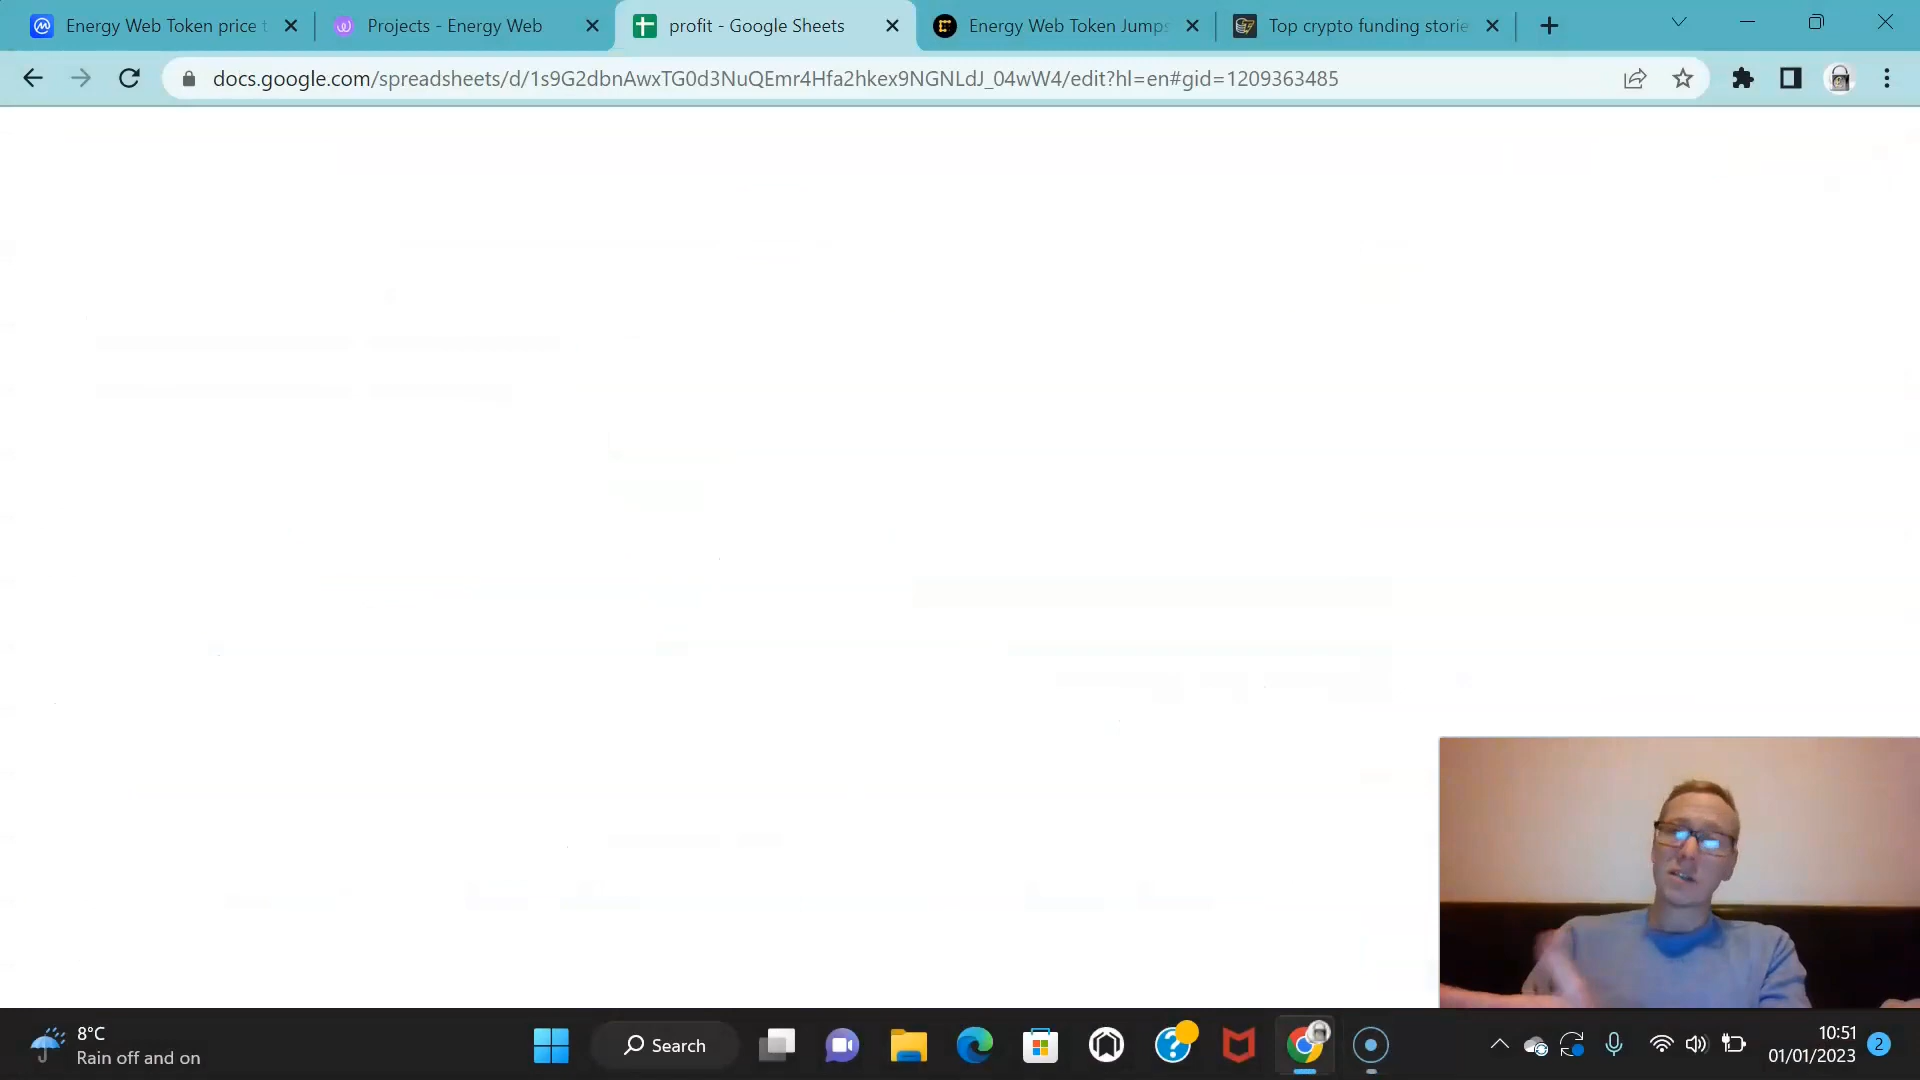 Energy Web Token price t
Projects - Energy Web
profit - Google Sheets
Energy Web Token Jumps
Top crypto funding storie
docs.google.com/spreadsheets/d/1s9G2dbnAwxTG0d3NuQEmr4Hfa2hkex9NGNLdJ_04wW4/edit?hl=en#gid=1209363485
8°C
Rain off and on
Search
10:51
01/01/2023
2